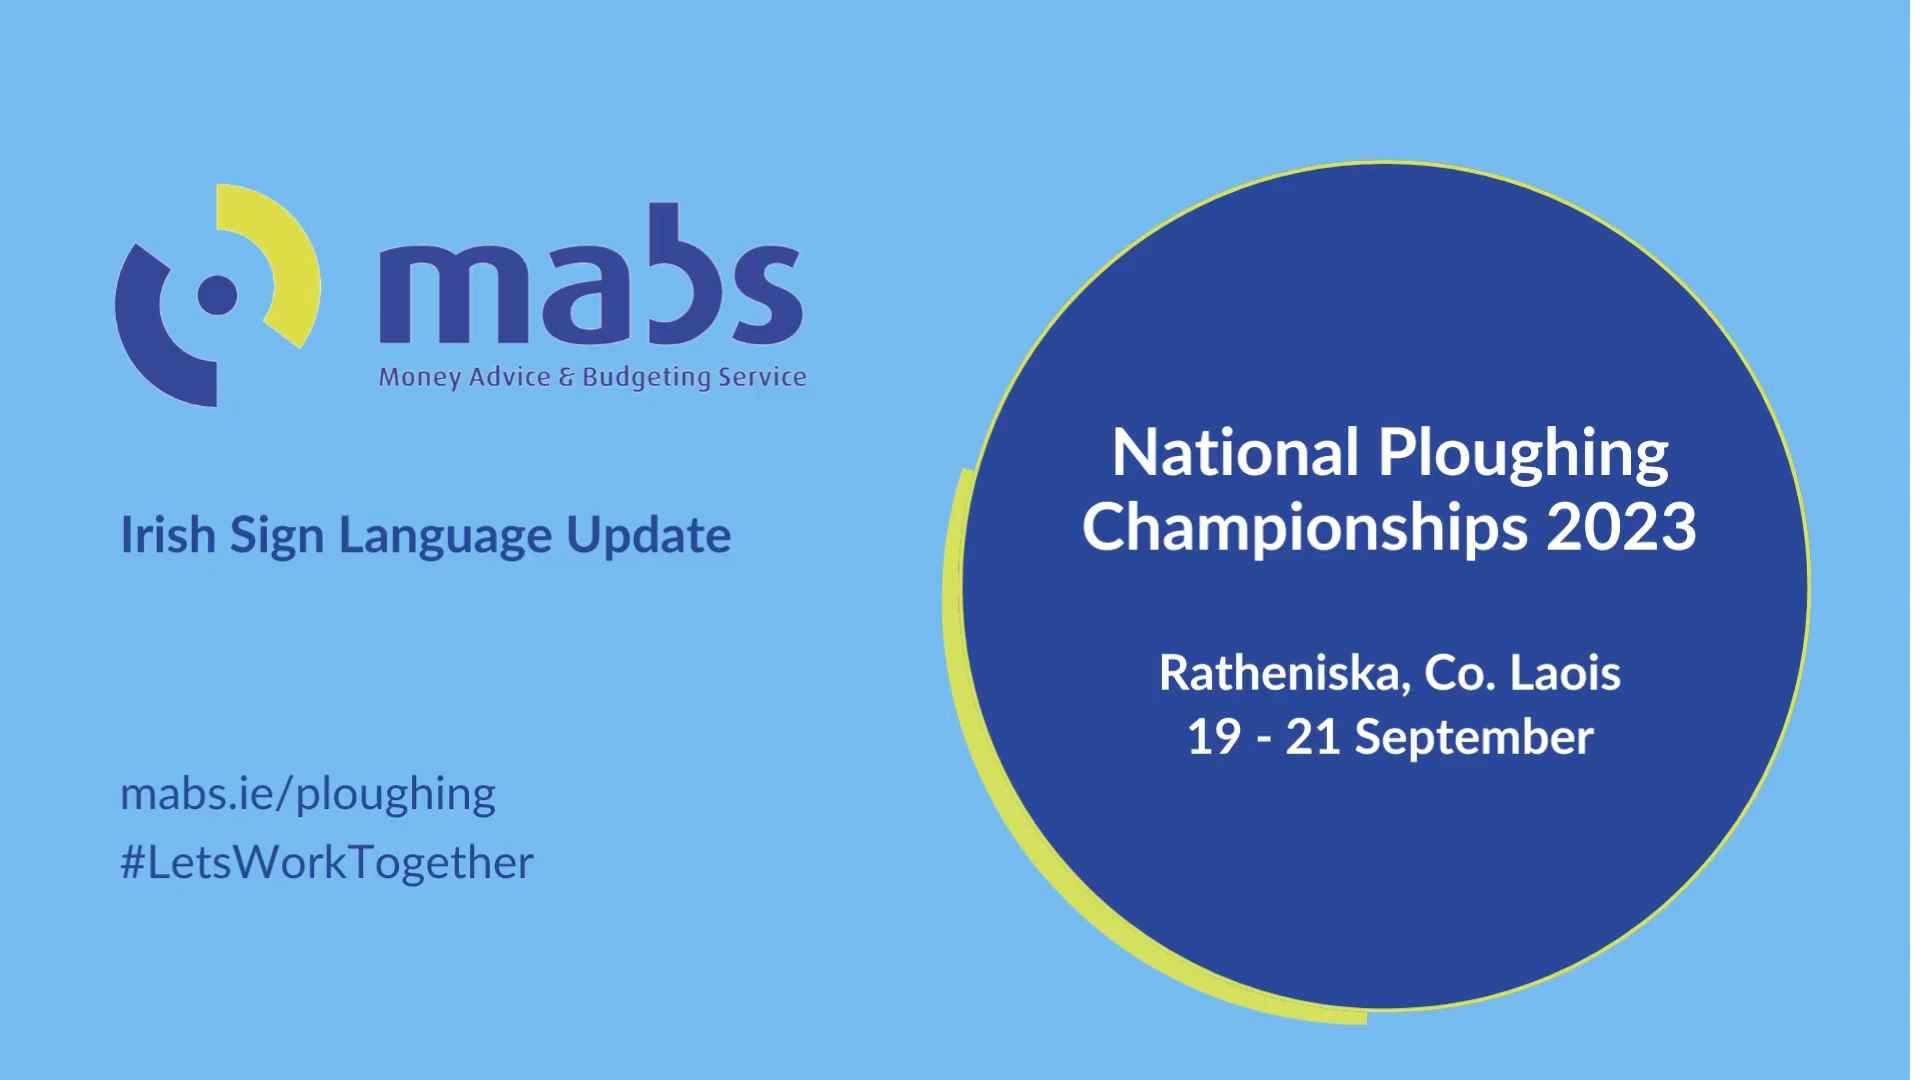 mabs
Money Advice & Budgeting Service
Irish Sign Language Update
mabs.ie/ploughing
#LetsWorkTogether
National Ploughing
Championships 2023
Ratheniska, Co. Laois
19 - 21 September